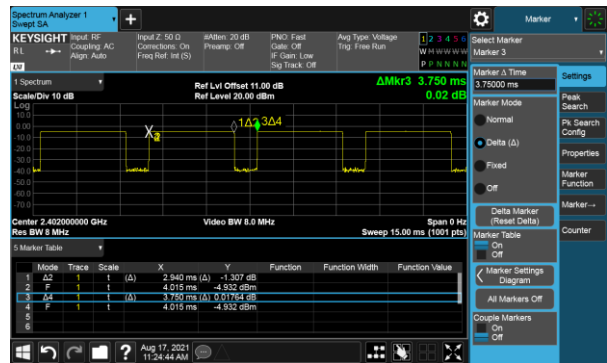 Spectrum Analyzer 1
Swept SA
Marker
KEYSIGHT Input: RF Input Z: 50 Ω #Atten: 20 dB PNO: Fast Avg Type: Voltage 1 2 3 4 5 6
RL Coupling: AC Corrections: On Preamp: Off Gate: Off Trig: Free Run W W W W W W
Align: Auto Freq Ref: Int (S) IF Gain: Low P P N N N N
Sig Track: Off
LXI
Select Marker
Marker 3
1 Spectrum
Scale/Div 10 dB
Ref Lvl Offset 11.00 dB
Ref Level 20.00 dBm
ΔMkr3 3.750 ms
0.02 dB
Log
10.0
0.00
-10.0
-20.0
-30.0
-40.0
-50.0
-60.0
-70.0
X
3Δ4
Center 2.402000000 GHz Video BW 8.0 MHz Span 0 Hz
Res BW 8 MHz Sweep 15.00 ms (1001 pts)
5 Marker Table
Mode Trace Scale X Y Function Function Width Function Value
1 Δ2 1 t (Δ) 2.940 ms (Δ) -1.307 dB
2 F 1 t 4.015 ms -4.932 dBm
3 Δ4 1 t (Δ) 3.750 ms (Δ) 0.01764 dB
4 F 1 t 4.015 ms -4.932 dBm
5
6
Marker Δ Time
3.75000 ms
Marker Mode
Normal
Delta (Δ)
Fixed
Off
Delta Marker
(Reset Delta)
Marker Table
On
Off
Marker Settings
Diagram
All Markers Off
Couple Markers
On
Off
Settings
Peak
Search
Pk Search
Config
Properties
Marker
Function
Marker→
Counter
Aug 17, 2021
11:24:44 AM